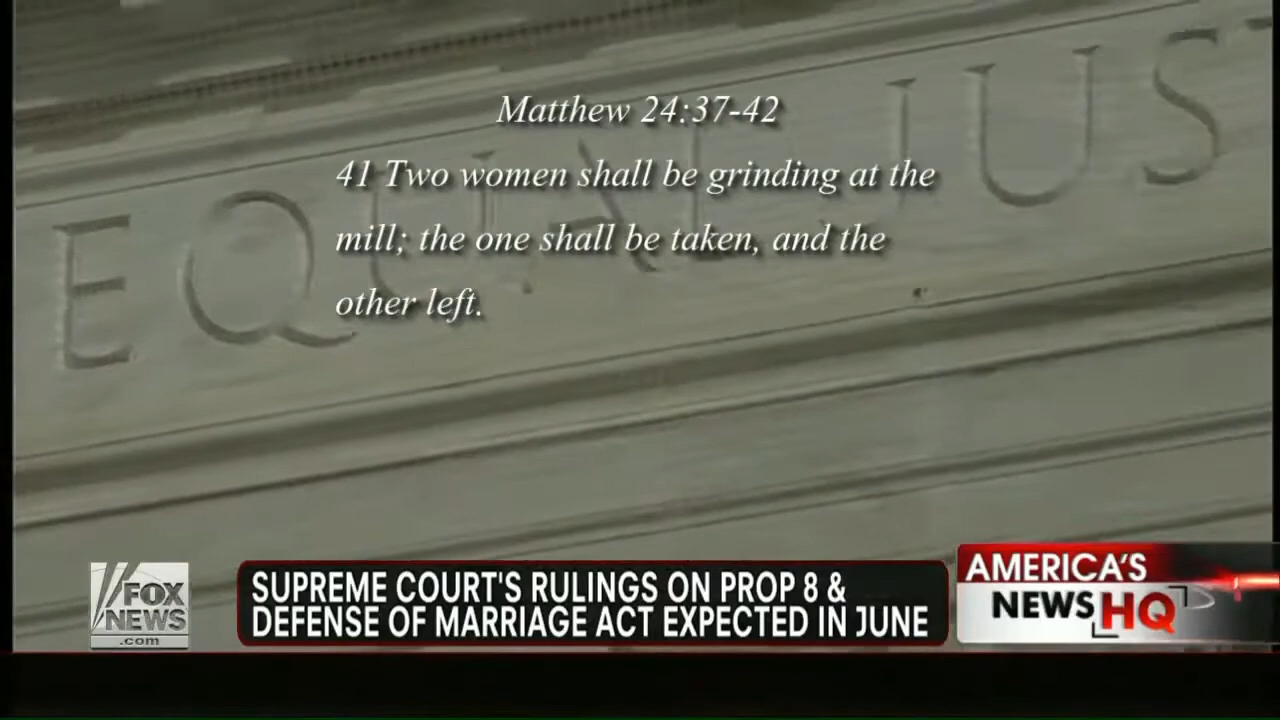 EQUAL JUST
Matthew 24:37-42
41 Two women shall be grinding at the
mill; the one shall be taken, and the
other left.
FOX
NEWS
.com
SUPREME COURT'S RULINGS ON PROP 8 &
DEFENSE OF MARRIAGE ACT EXPECTED IN JUNE
AMERICA'S
NEWS HQ